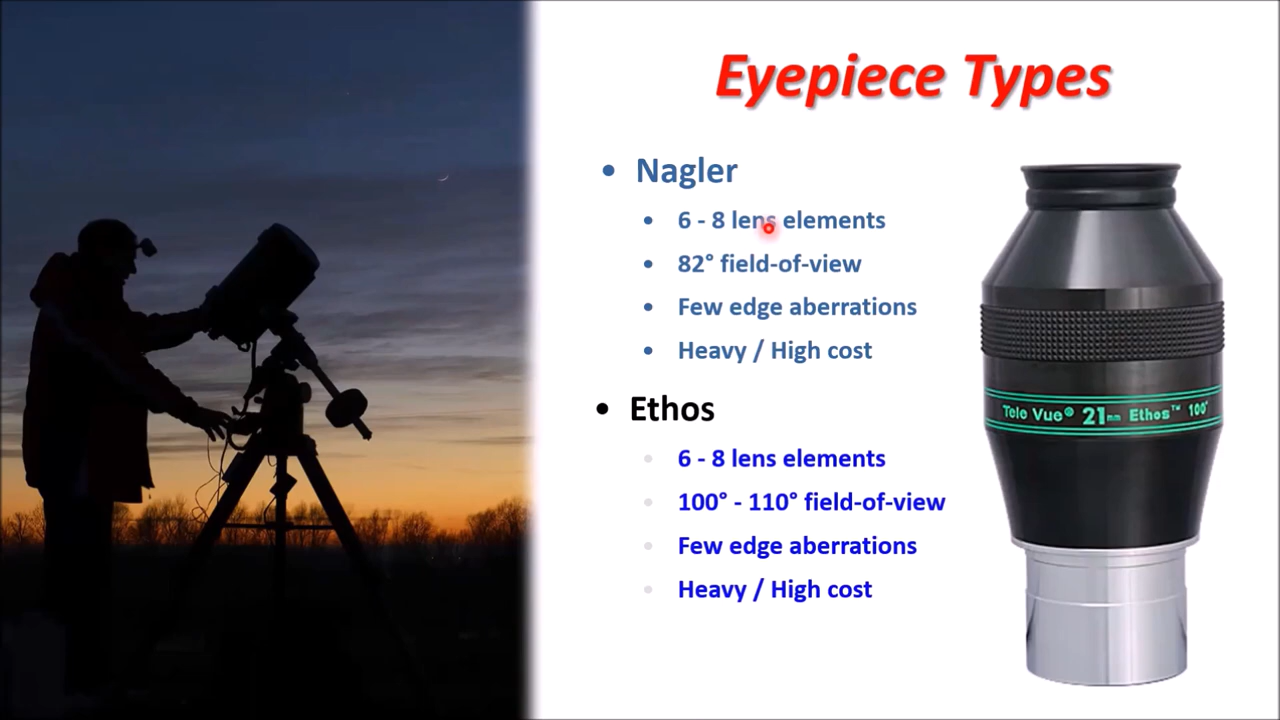 Eyepiece Types
• Nagler
• 6 - 8 lens elements
• 82° field-of-view
• Few edge aberrations
• Heavy / High cost
• Ethos
• 6 - 8 lens elements
• 100° - 110° field-of-view
• Few edge aberrations
• Heavy / High cost
Tele Vue® 21mm Ethos™ 100°